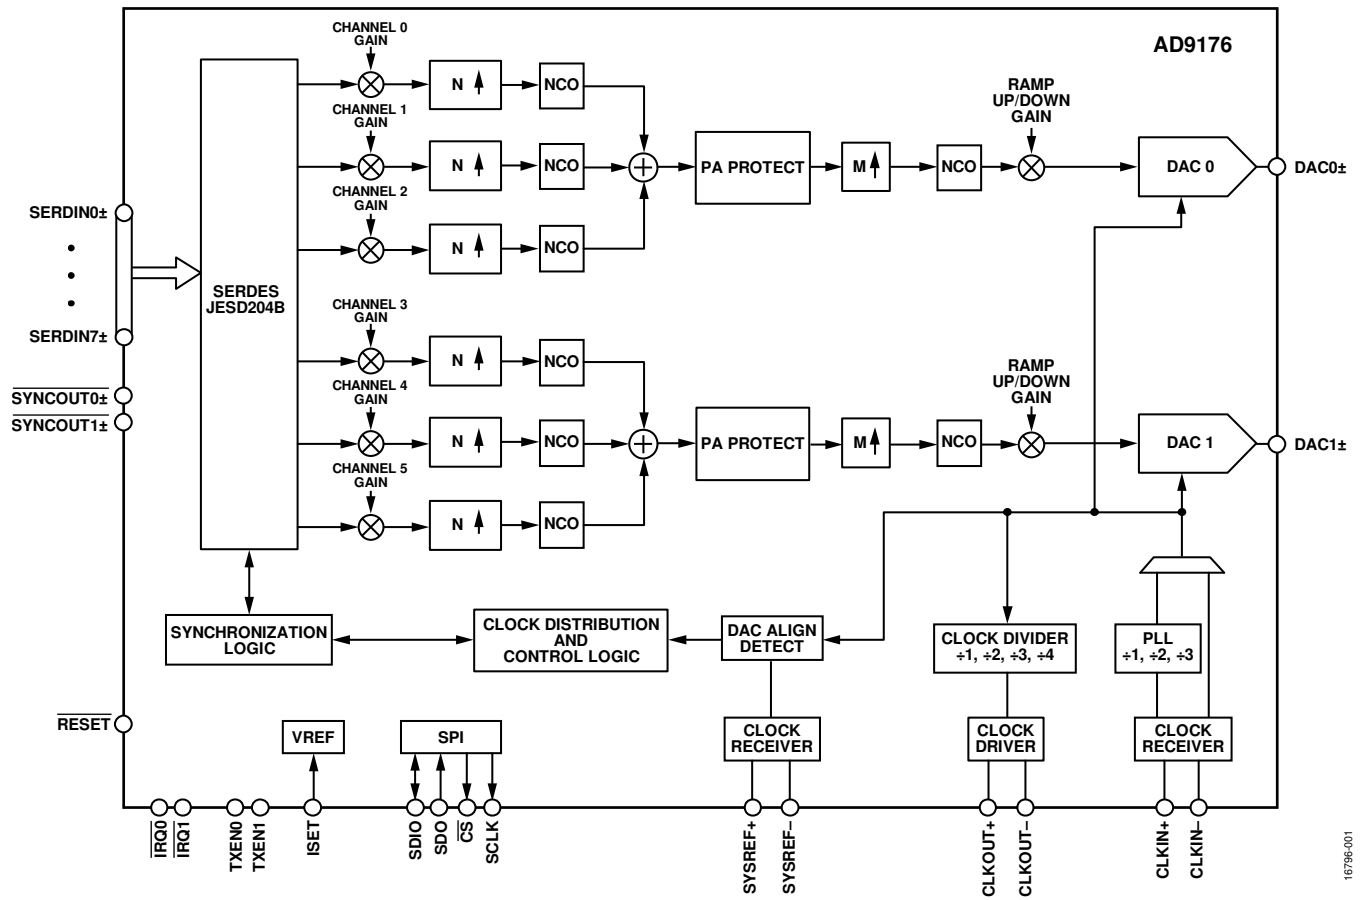 AD9176
CHANNEL 0
GAIN
N
NCO
CHANNEL 1
GAIN
N
NCO
CHANNEL 2
GAIN
N
NCO
PA PROTECT
M
NCO
RAMP
UP/DOWN
GAIN
DAC 0
DAC0±
SERDIN0±
SERDIN7±
SERDES
JESD204B
SYNCOUT0±
SYNCOUT1±
CHANNEL 3
GAIN
N
NCO
CHANNEL 4
GAIN
N
NCO
CHANNEL 5
GAIN
N
NCO
PA PROTECT
M
NCO
RAMP
UP/DOWN
GAIN
DAC 1
DAC1±
SYNCHRONIZATION
LOGIC
CLOCK DISTRIBUTION
AND
CONTROL LOGIC
DAC ALIGN
DETECT
CLOCK DIVIDER
÷1, ÷2, ÷3, ÷4
PLL
÷1, ÷2, ÷3
RESET
VREF
SPI
CLOCK
RECEIVER
CLOCK
DRIVER
CLOCK
RECEIVER
IRQ0
IRQ1
TXEN0
TXEN1
ISET
SDIO
SDO
CS
SCLK
SYSREF+
SYSREF–
CLKOUT+
CLKOUT–
CLKIN+
CLKIN–
16796-001